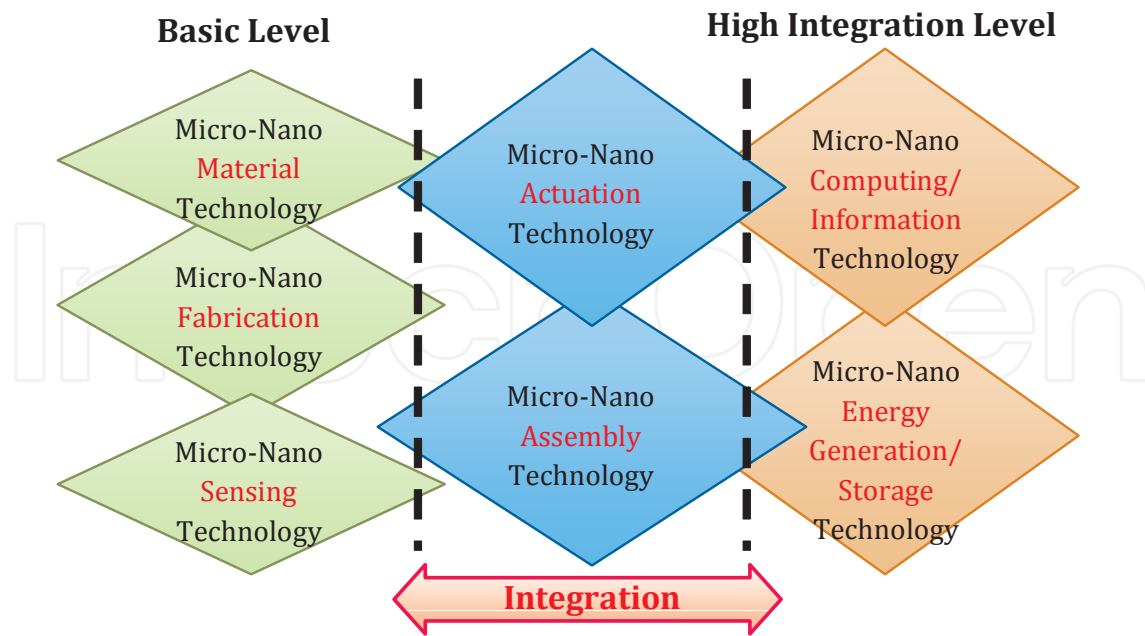 Basic Level
High Integration Level
Micro-Nano
Material
Technology
Micro-Nano
Fabrication
Technology
Micro-Nano
Sensing
Technology
Micro-Nano
Actuation
Technology
Micro-Nano
Assembly
Technology
Micro-Nano
Computing/
Information
Technology
Micro-Nano
Energy
Generation/
Storage
Technology
Integration